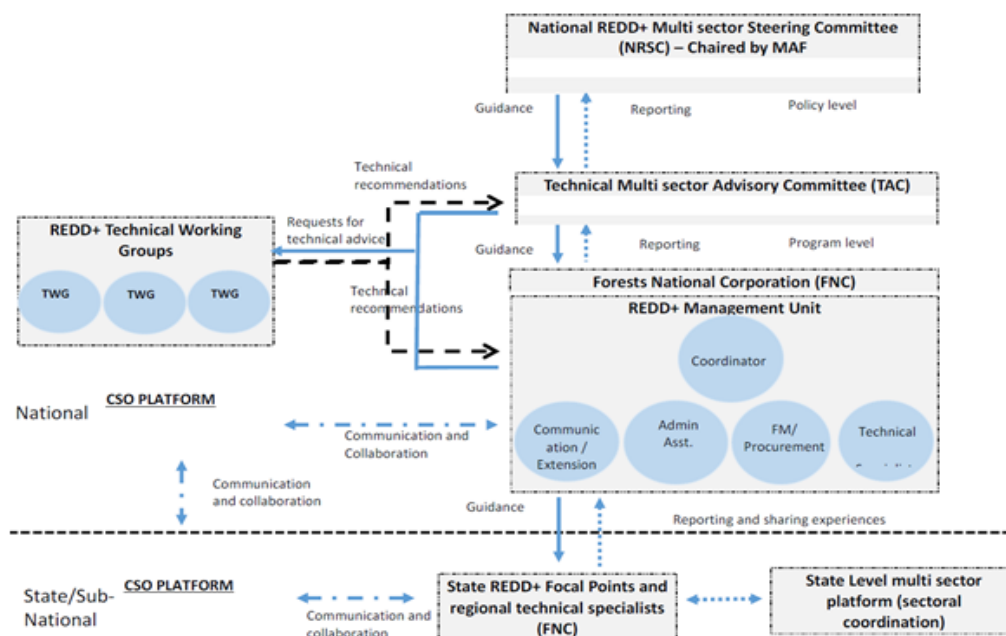 National REDD+ Multi sector Steering Committee
(NRSC) – Chaired by MAF
Guidance
Reporting
Policy level
Technical
recommendations
Technical Multi sector Advisory Committee (TAC)
REDD+ Technical Working
Groups
Requests for
technical advice
Guidance
Reporting
Program level
TWG
TWG
TWG
Technical
recommendations
Forests National Corporation (FNC)
REDD+ Management Unit
Coordinator
National
CSO PLATFORM
Communication and
Collaboration
Communic
ation /
Extension
Admin
Asst.
FM/
Procurement
Technical
Communication
and collaboration
Guidance
Reporting and sharing experiences
State/Sub-
National
CSO PLATFORM
Communication and
collaboration
State REDD+ Focal Points and
regional technical specialists
(FNC)
State Level multi sector
platform (sectoral
coordination)